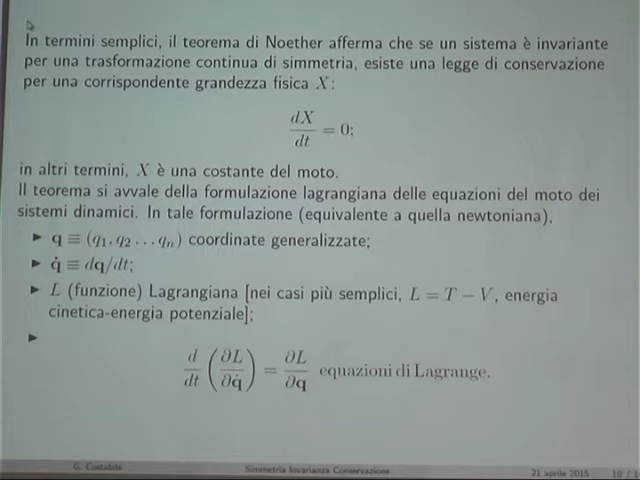 In termini semplici, il teorema di Noether afferma che se un sistema è invariante
per una trasformazione continua di simmetria, esiste una legge di conservazione
per una corrispondente grandezza fisica X:
dX/dt = 0;
in altri termini, X è una costante del moto.
Il teorema si avvale della formulazione lagrangiana delle equazioni del moto dei
sistemi dinamici. In tale formulazione (equivalente a quella newtoniana),
▶ q ≡ (q₁, q₂ … qₙ) coordinate generalizzate;
▶ q̇ ≡ dq/dt;
▶ L (funzione) Lagrangiana [nei casi più semplici, L = T − V, energia
cinetica-energia potenziale];
▶
d/dt (∂L/∂q̇) = ∂L/∂q equazioni di Lagrange.
G. Costabile Simmetria Invarianza Conservazione 21 aprile 2015 10 / 1